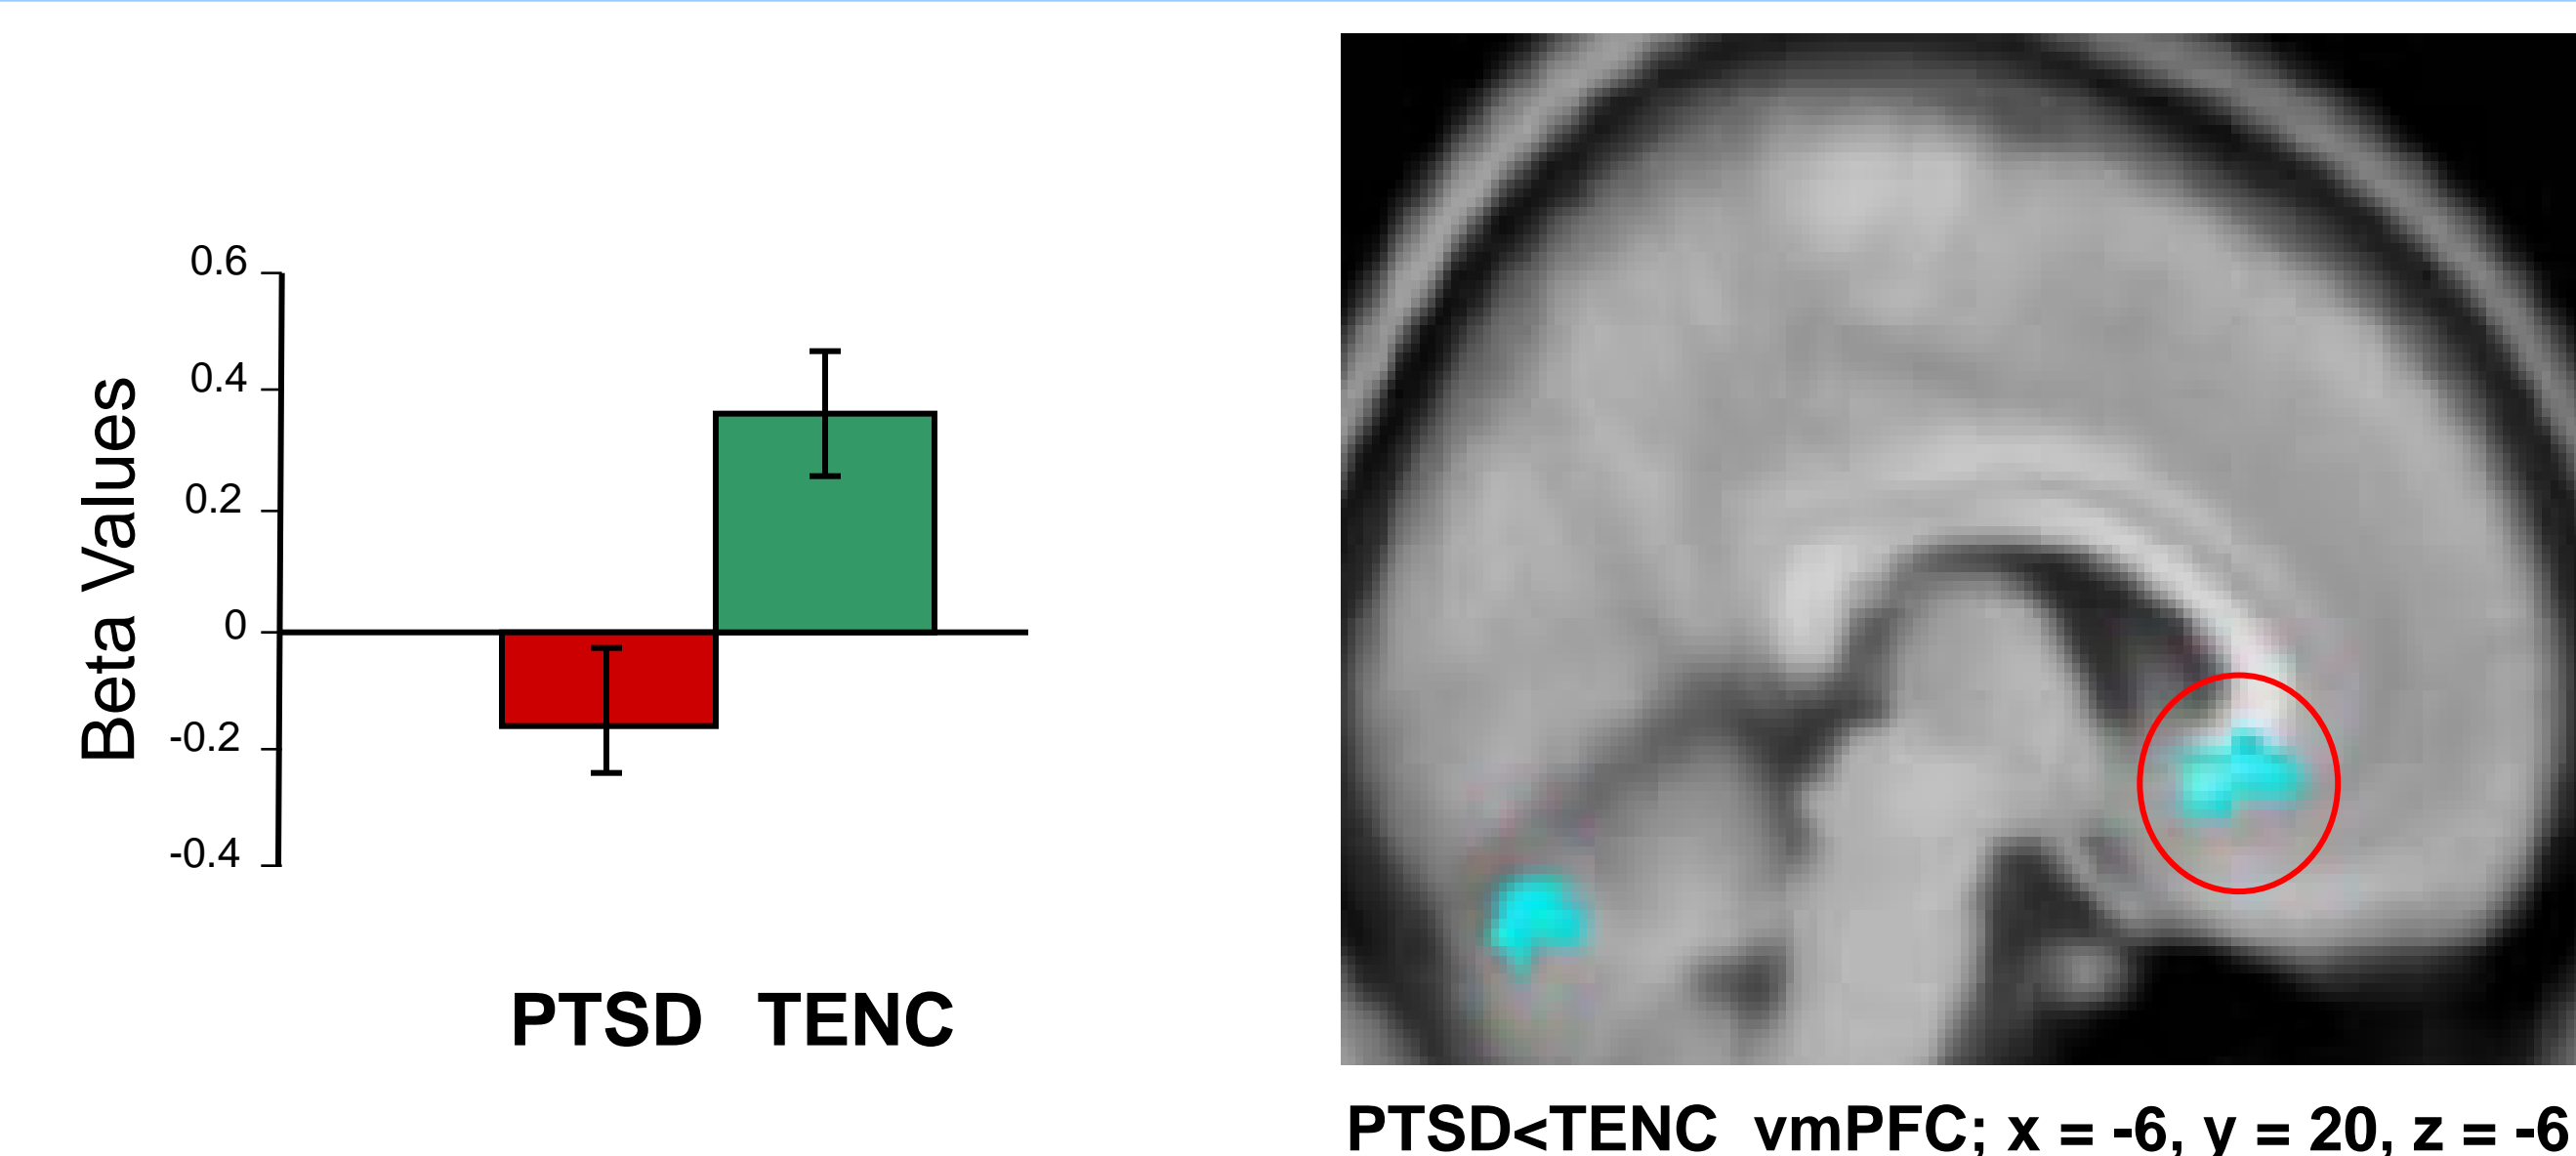 0.6
0.4
0.2
0
-0.2
-0.4
Beta Values
PTSD TENC
PTSD<TENC vmPFC; x = -6, y = 20, z = -6